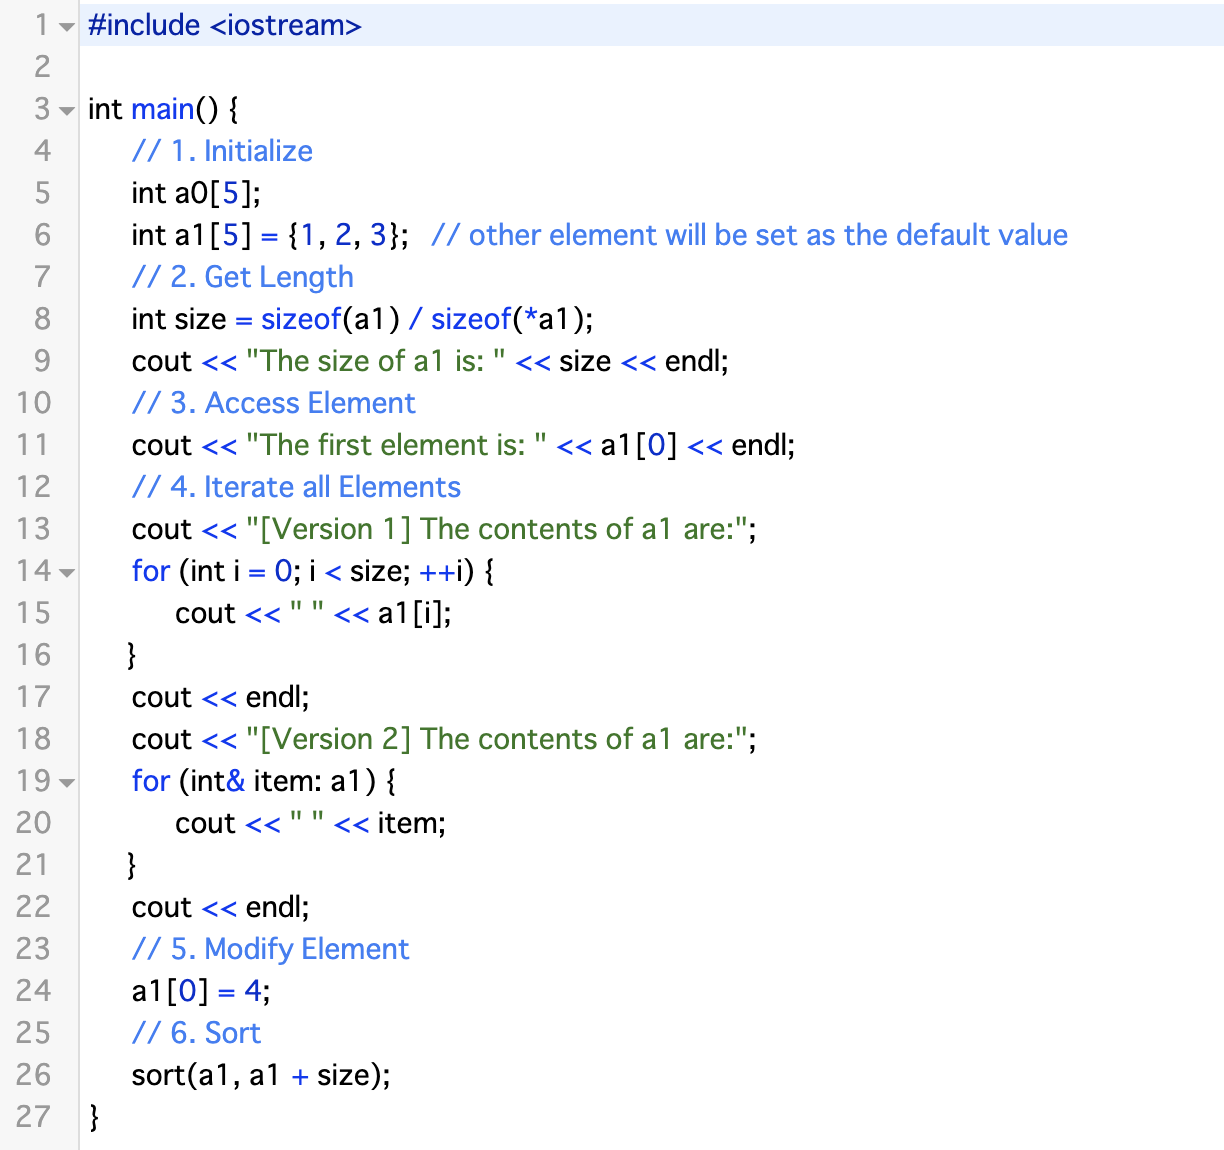 1 #include <iostream>
2
3 int main() {
4     // 1. Initialize
5     int a0[5];
6     int a1[5] = {1, 2, 3};  // other element will be set as the default value
7     // 2. Get Length
8     int size = sizeof(a1) / sizeof(*a1);
9     cout << "The size of a1 is: " << size << endl;
10     // 3. Access Element
11     cout << "The first element is: " << a1[0] << endl;
12     // 4. Iterate all Elements
13     cout << "[Version 1] The contents of a1 are:";
14     for (int i = 0; i < size; ++i) {
15         cout << " " << a1[i];
16     }
17     cout << endl;
18     cout << "[Version 2] The contents of a1 are:";
19     for (int& item: a1) {
20         cout << " " << item;
21     }
22     cout << endl;
23     // 5. Modify Element
24     a1[0] = 4;
25     // 6. Sort
26     sort(a1, a1 + size);
27 }